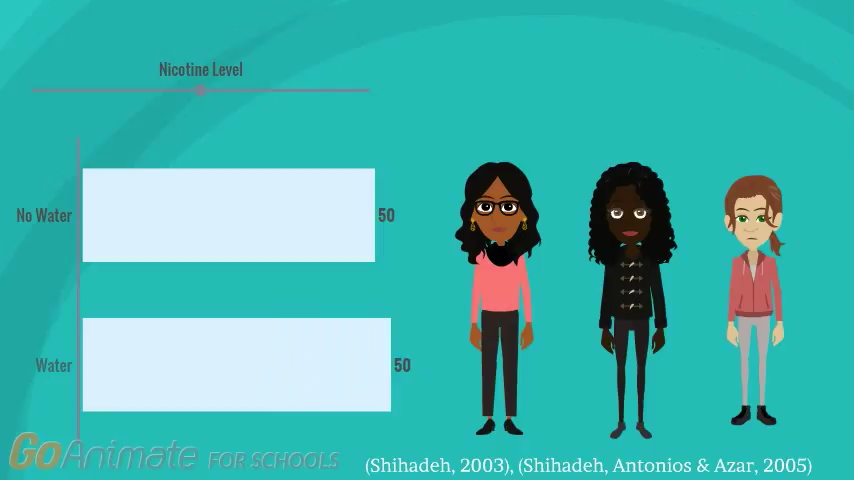 Nicotine Level
No Water
50
Water
50
GoAnimate FOR SCHOOLS
(Shihadeh, 2003), (Shihadeh, Antonios & Azar, 2005)